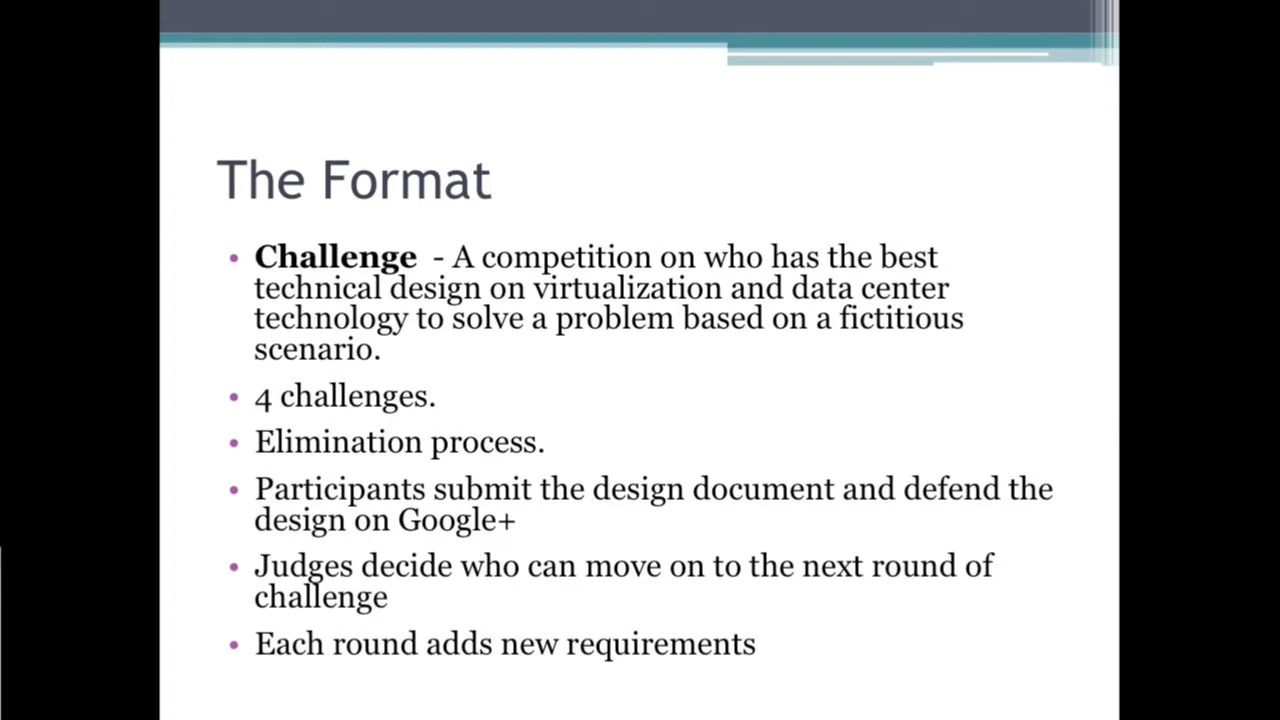 The Format
• Challenge - A competition on who has the best
technical design on virtualization and data center
technology to solve a problem based on a fictitious
scenario.
• 4 challenges.
• Elimination process.
• Participants submit the design document and defend the
design on Google+
• Judges decide who can move on to the next round of
challenge
• Each round adds new requirements